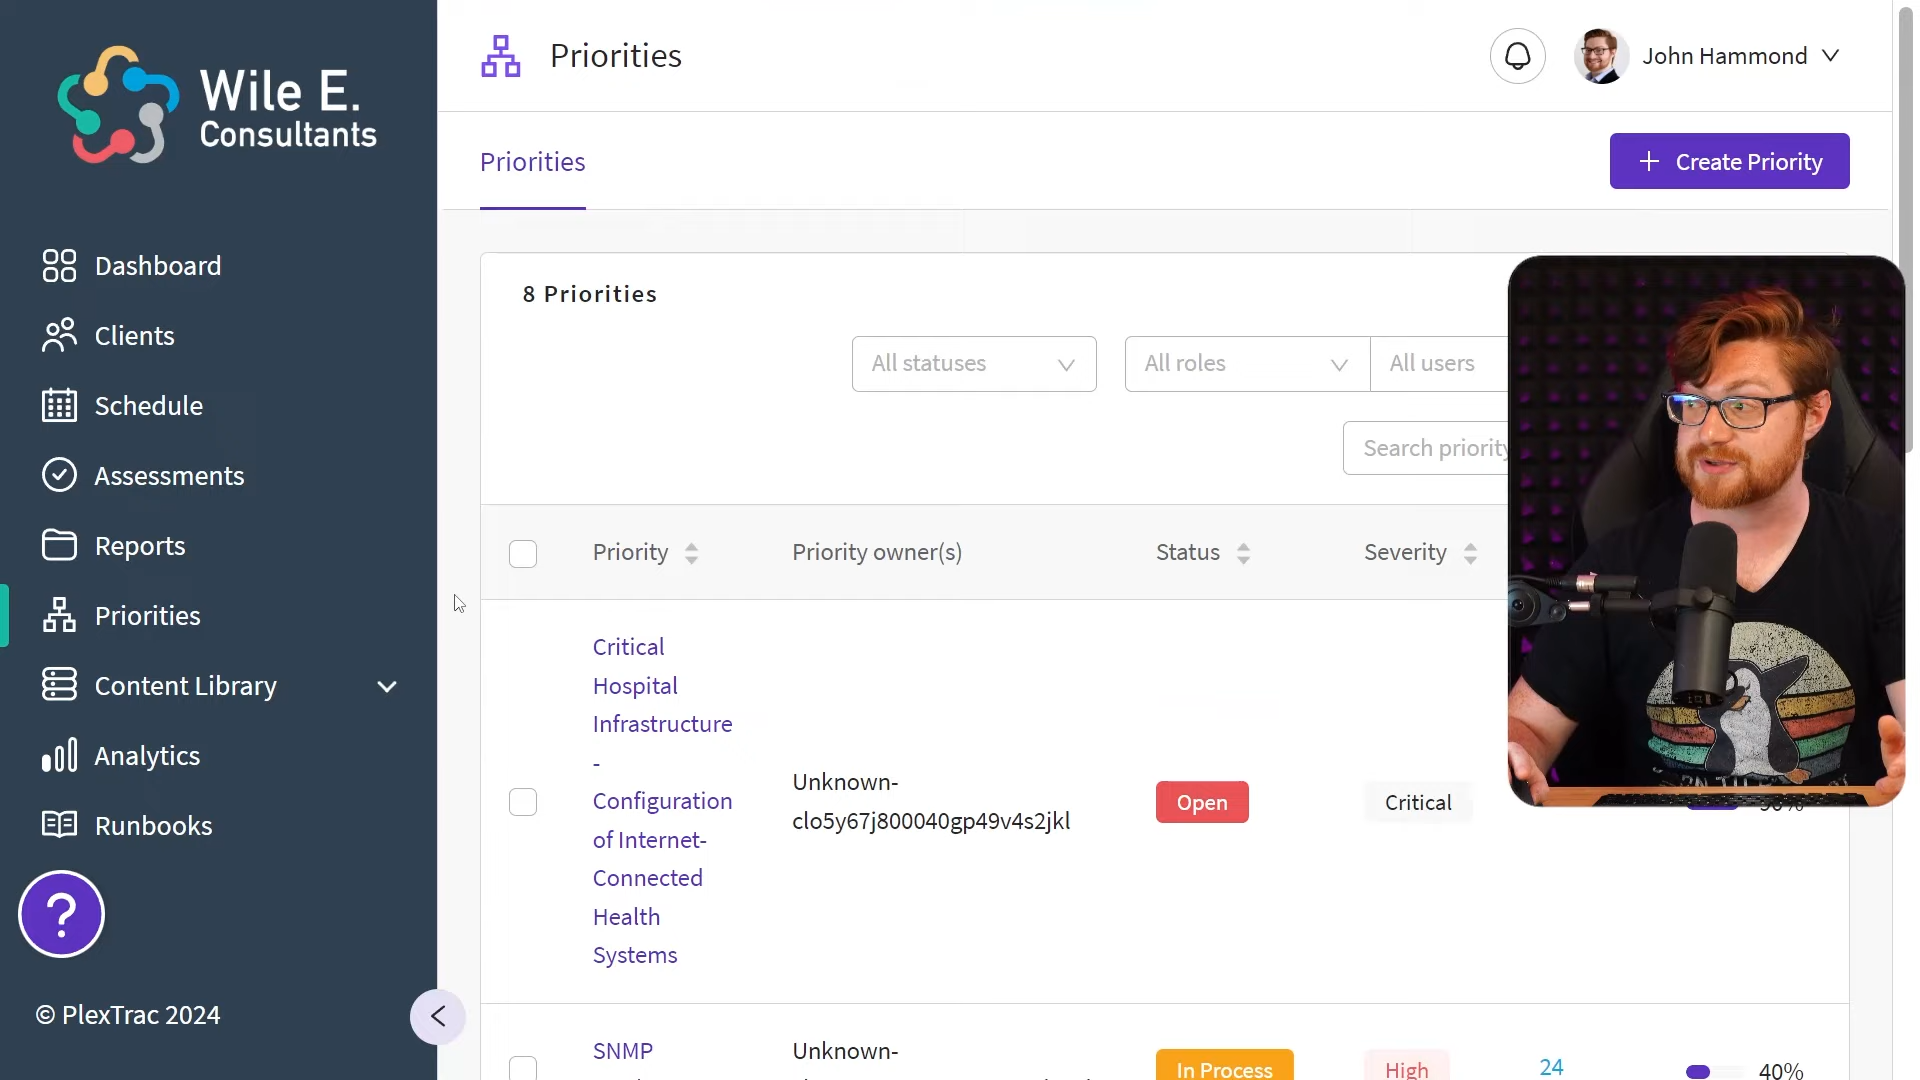 Wile E.
Consultants
Dashboard
Clients
Schedule
Assessments
Reports
Priorities
Content Library
Analytics
Runbooks
?
© PlexTrac 2024
Priorities
John Hammond
Priorities
+ Create Priority
8 Priorities
All statuses
All roles
All users
Search priority
Priority
Priority owner(s)
Status
Severity
Critical
Hospital
Infrastructure
-
Configuration
of Internet-
Connected
Health
Systems
Unknown-
clo5y67j800040gp49v4s2jkl
Open
Critical
SNMP
Unknown-
In Process
High
24
40%